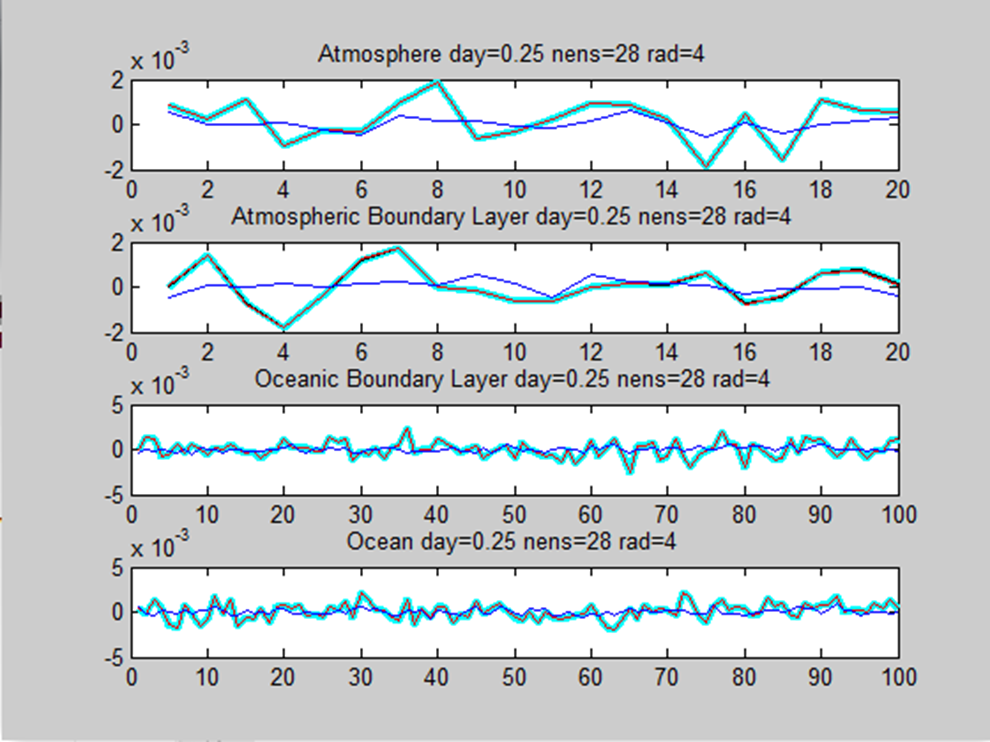 Atmosphere day=0.25 nens=28 rad=4
x 10-3
2
0
-2
0 2 4 6 8 10 12 14 16 18 20
Atmospheric Boundary Layer day=0.25 nens=28 rad=4
x 10-3
2
0
-2
0 2 4 6 8 10 12 14 16 18 20
Oceanic Boundary Layer day=0.25 nens=28 rad=4
x 10-3
5
0
-5
0 10 20 30 40 50 60 70 80 90 100
Ocean day=0.25 nens=28 rad=4
x 10-3
5
0
-5
0 10 20 30 40 50 60 70 80 90 100